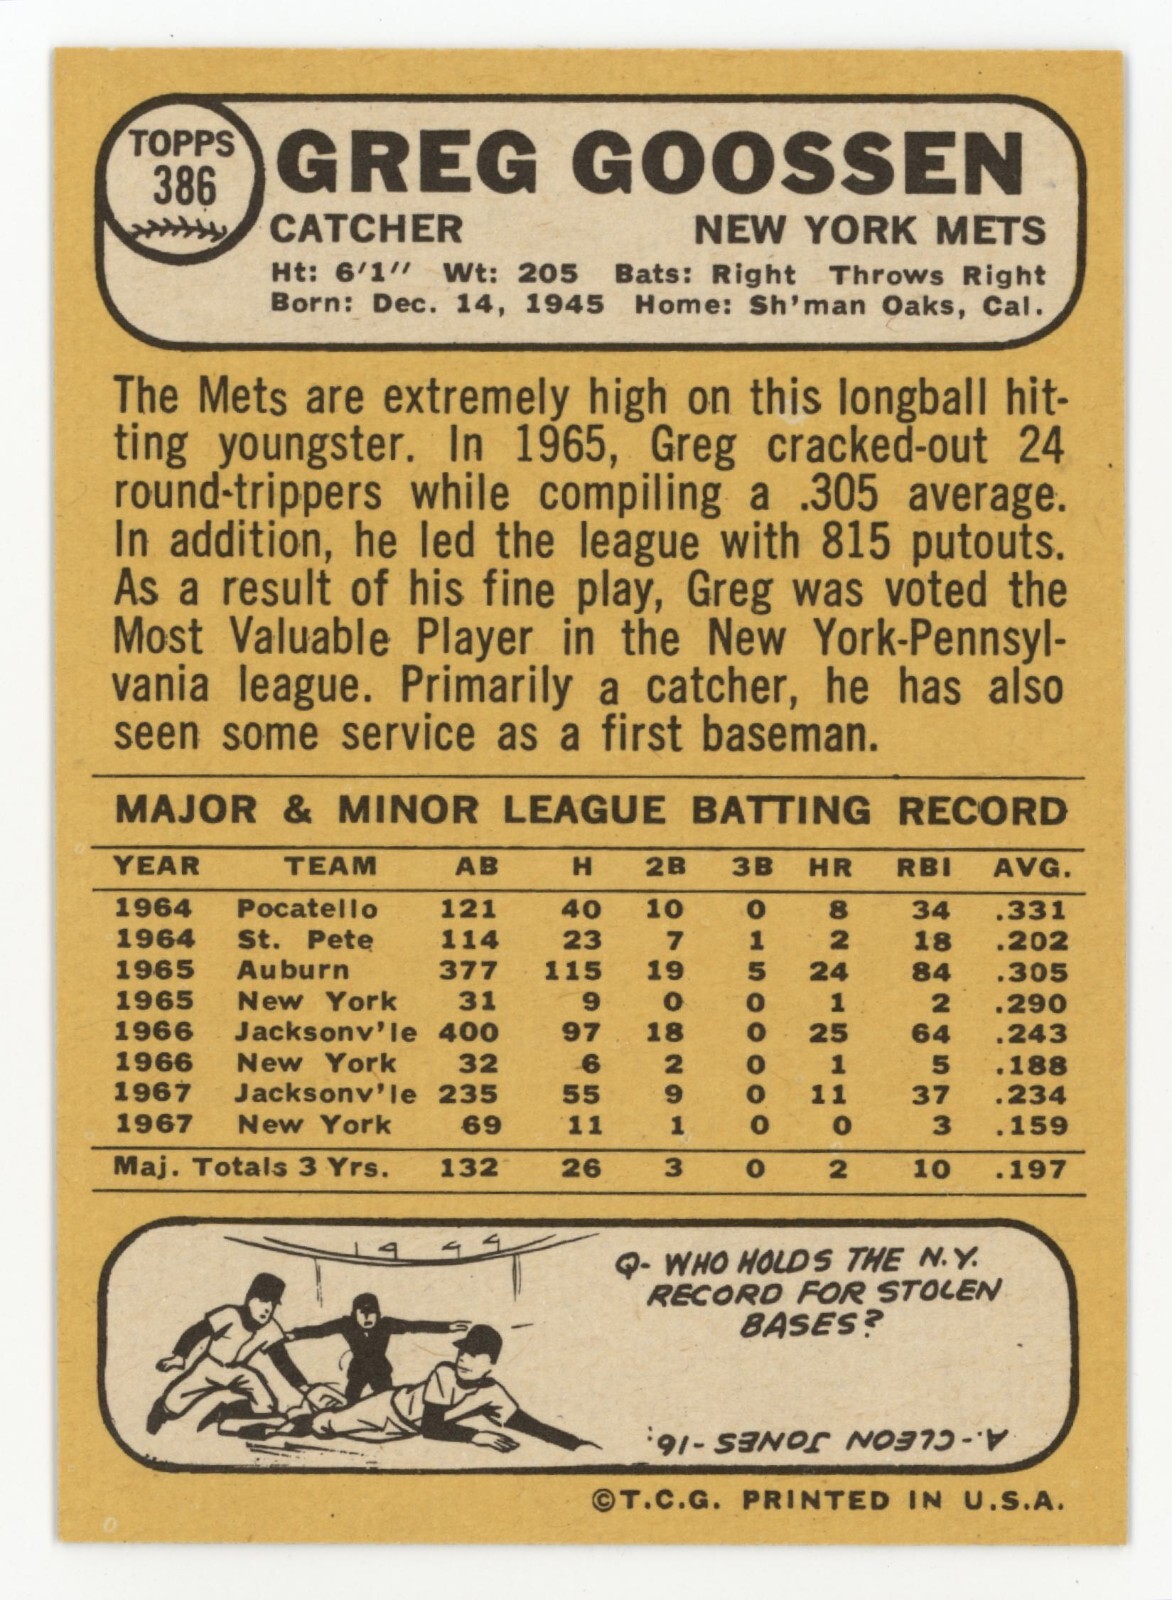 TOPPS
386
GREG GOOSSEN
CATCHER NEW YORK METS
Ht: 6'1" Wt: 205 Bats: Right Throws Right
Born: Dec. 14, 1945 Home: Sh'man Oaks, Cal.
The Mets are extremely high on this longball hit-
ting youngster. In 1965, Greg cracked-out 24
round-trippers while compiling a .305 average.
In addition, he led the league with 815 putouts.
As a result of his fine play, Greg was voted the
Most Valuable Player in the New York-Pennsyl-
vania league. Primarily a catcher, he has also
seen some service as a first baseman.
MAJOR & MINOR LEAGUE BATTING RECORD
YEAR TEAM AB H 2B 3B HR RBI AVG.
1964 Pocatello 121 40 10 0 8 34 .331
1964 St. Pete 114 23 7 1 2 18 .202
1965 Auburn 377 115 19 5 24 84 .305
1965 New York 31 9 0 0 1 2 .290
1966 Jacksonv'le 400 97 18 0 25 64 .243
1966 New York 32 6 2 0 1 5 .188
1967 Jacksonv'le 235 55 9 0 11 37 .234
1967 New York 69 11 1 0 0 3 .159
Maj. Totals 3 Yrs. 132 26 3 0 2 10 .197
Q- WHO HOLDS THE N.Y.
RECORD FOR STOLEN
BASES?
A.- CLEON JONES -16.
©T.C.G. PRINTED IN U.S.A.